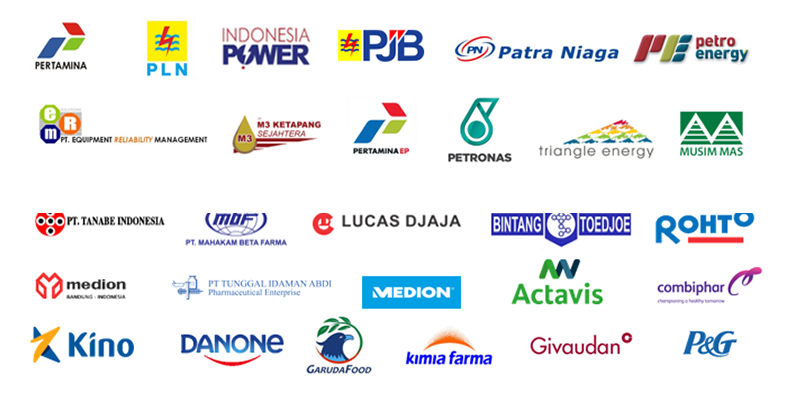 PERTAMINA
PLN
INDONESIA
POWER
PJB
PN Patra Niaga
PE petro
energy
eRm
PT. EQUIPMENT RELIABILITY MANAGEMENT
M3
M3 KETAPANG
SEJAHTERA
PERTAMINA EP
PETRONAS
triangle energy
MUSIM MAS
PT. TANABE INDONESIA
MBF
PT. MAHAKAM BETA FARMA
LUCAS DJAJA
BINTANG TOEDJOE
ROHTO
medion
BANDUNG - INDONESIA
PT TUNGGAL IDAMAN ABDI
Pharmaceutical Enterprise
MEDION
Actavis
combiphar
championing a healthy tomorrow
Kino
DANONE
GARUDAFOOD
kimia farma
Givaudan
P&G